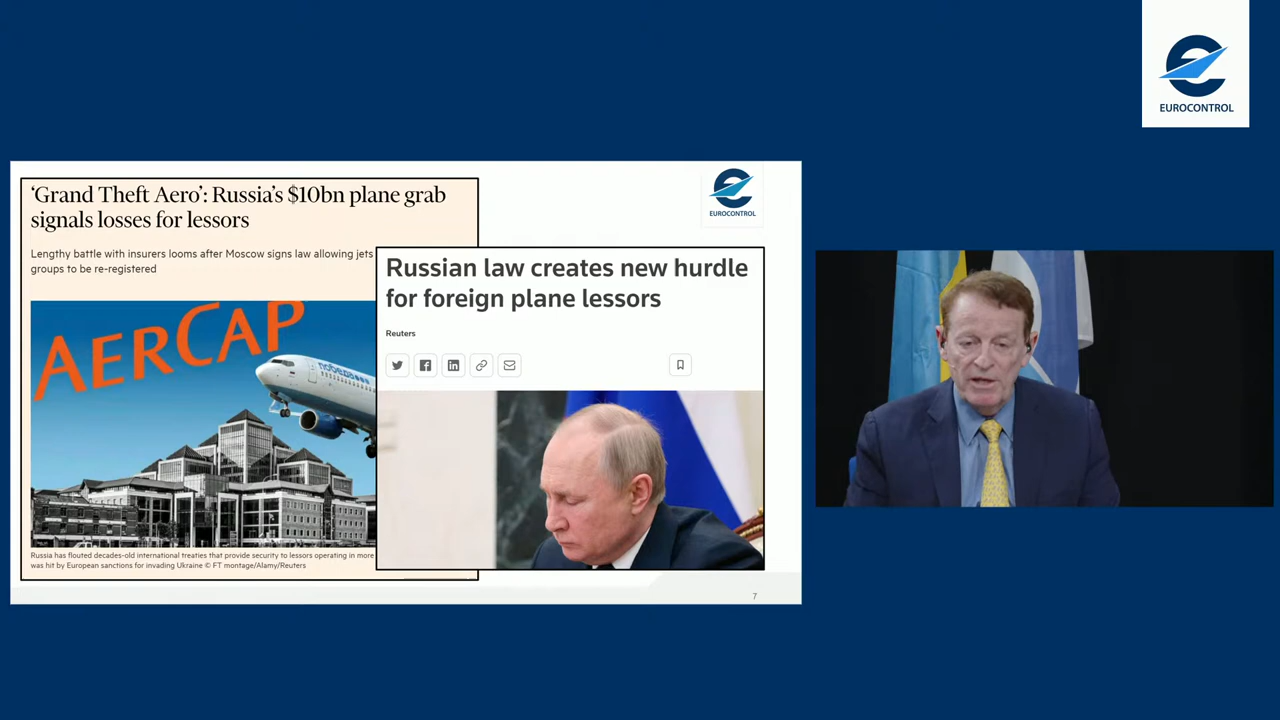 EUROCONTROL
‘Grand Theft Aero’: Russia’s $10bn plane grab
signals losses for lessors
Lengthy battle with insurers looms after Moscow signs law allowing jets
groups to be re-registered
AERCAP
победа
Russia has flouted decades-old international treaties that provide security to lessors operating in more
was hit by European sanctions for invading Ukraine © FT montage/Alamy/Reuters
EUROCONTROL
Russian law creates new hurdle
for foreign plane lessors
Reuters
7